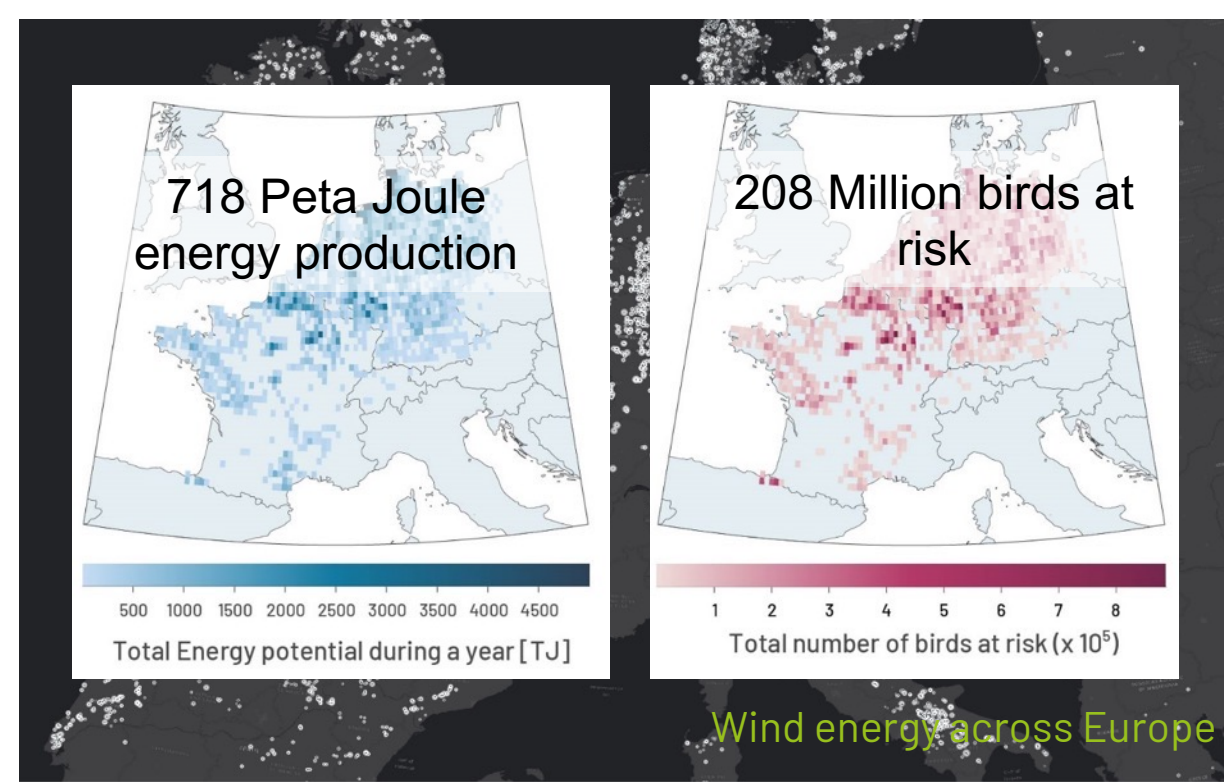 718 Peta Joule
energy production
500 1000 1500 2000 2500 3000 3500 4000 4500
Total Energy potential during a year [TJ]
208 Million birds at
risk
1 2 3 4 5 6 7 8
Total number of birds at risk (x 10⁵)
Wind energy across Europe